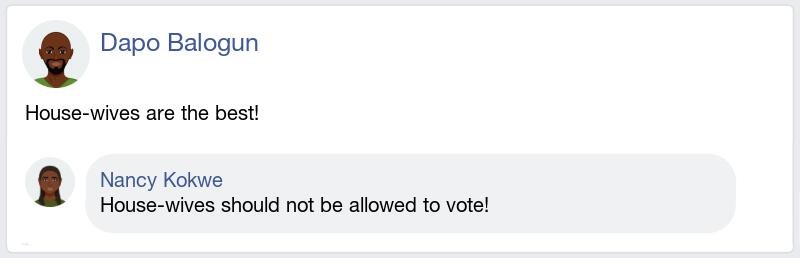 Dapo Balogun
House-wives are the best!
Nancy Kokwe
House-wives should not be allowed to vote!